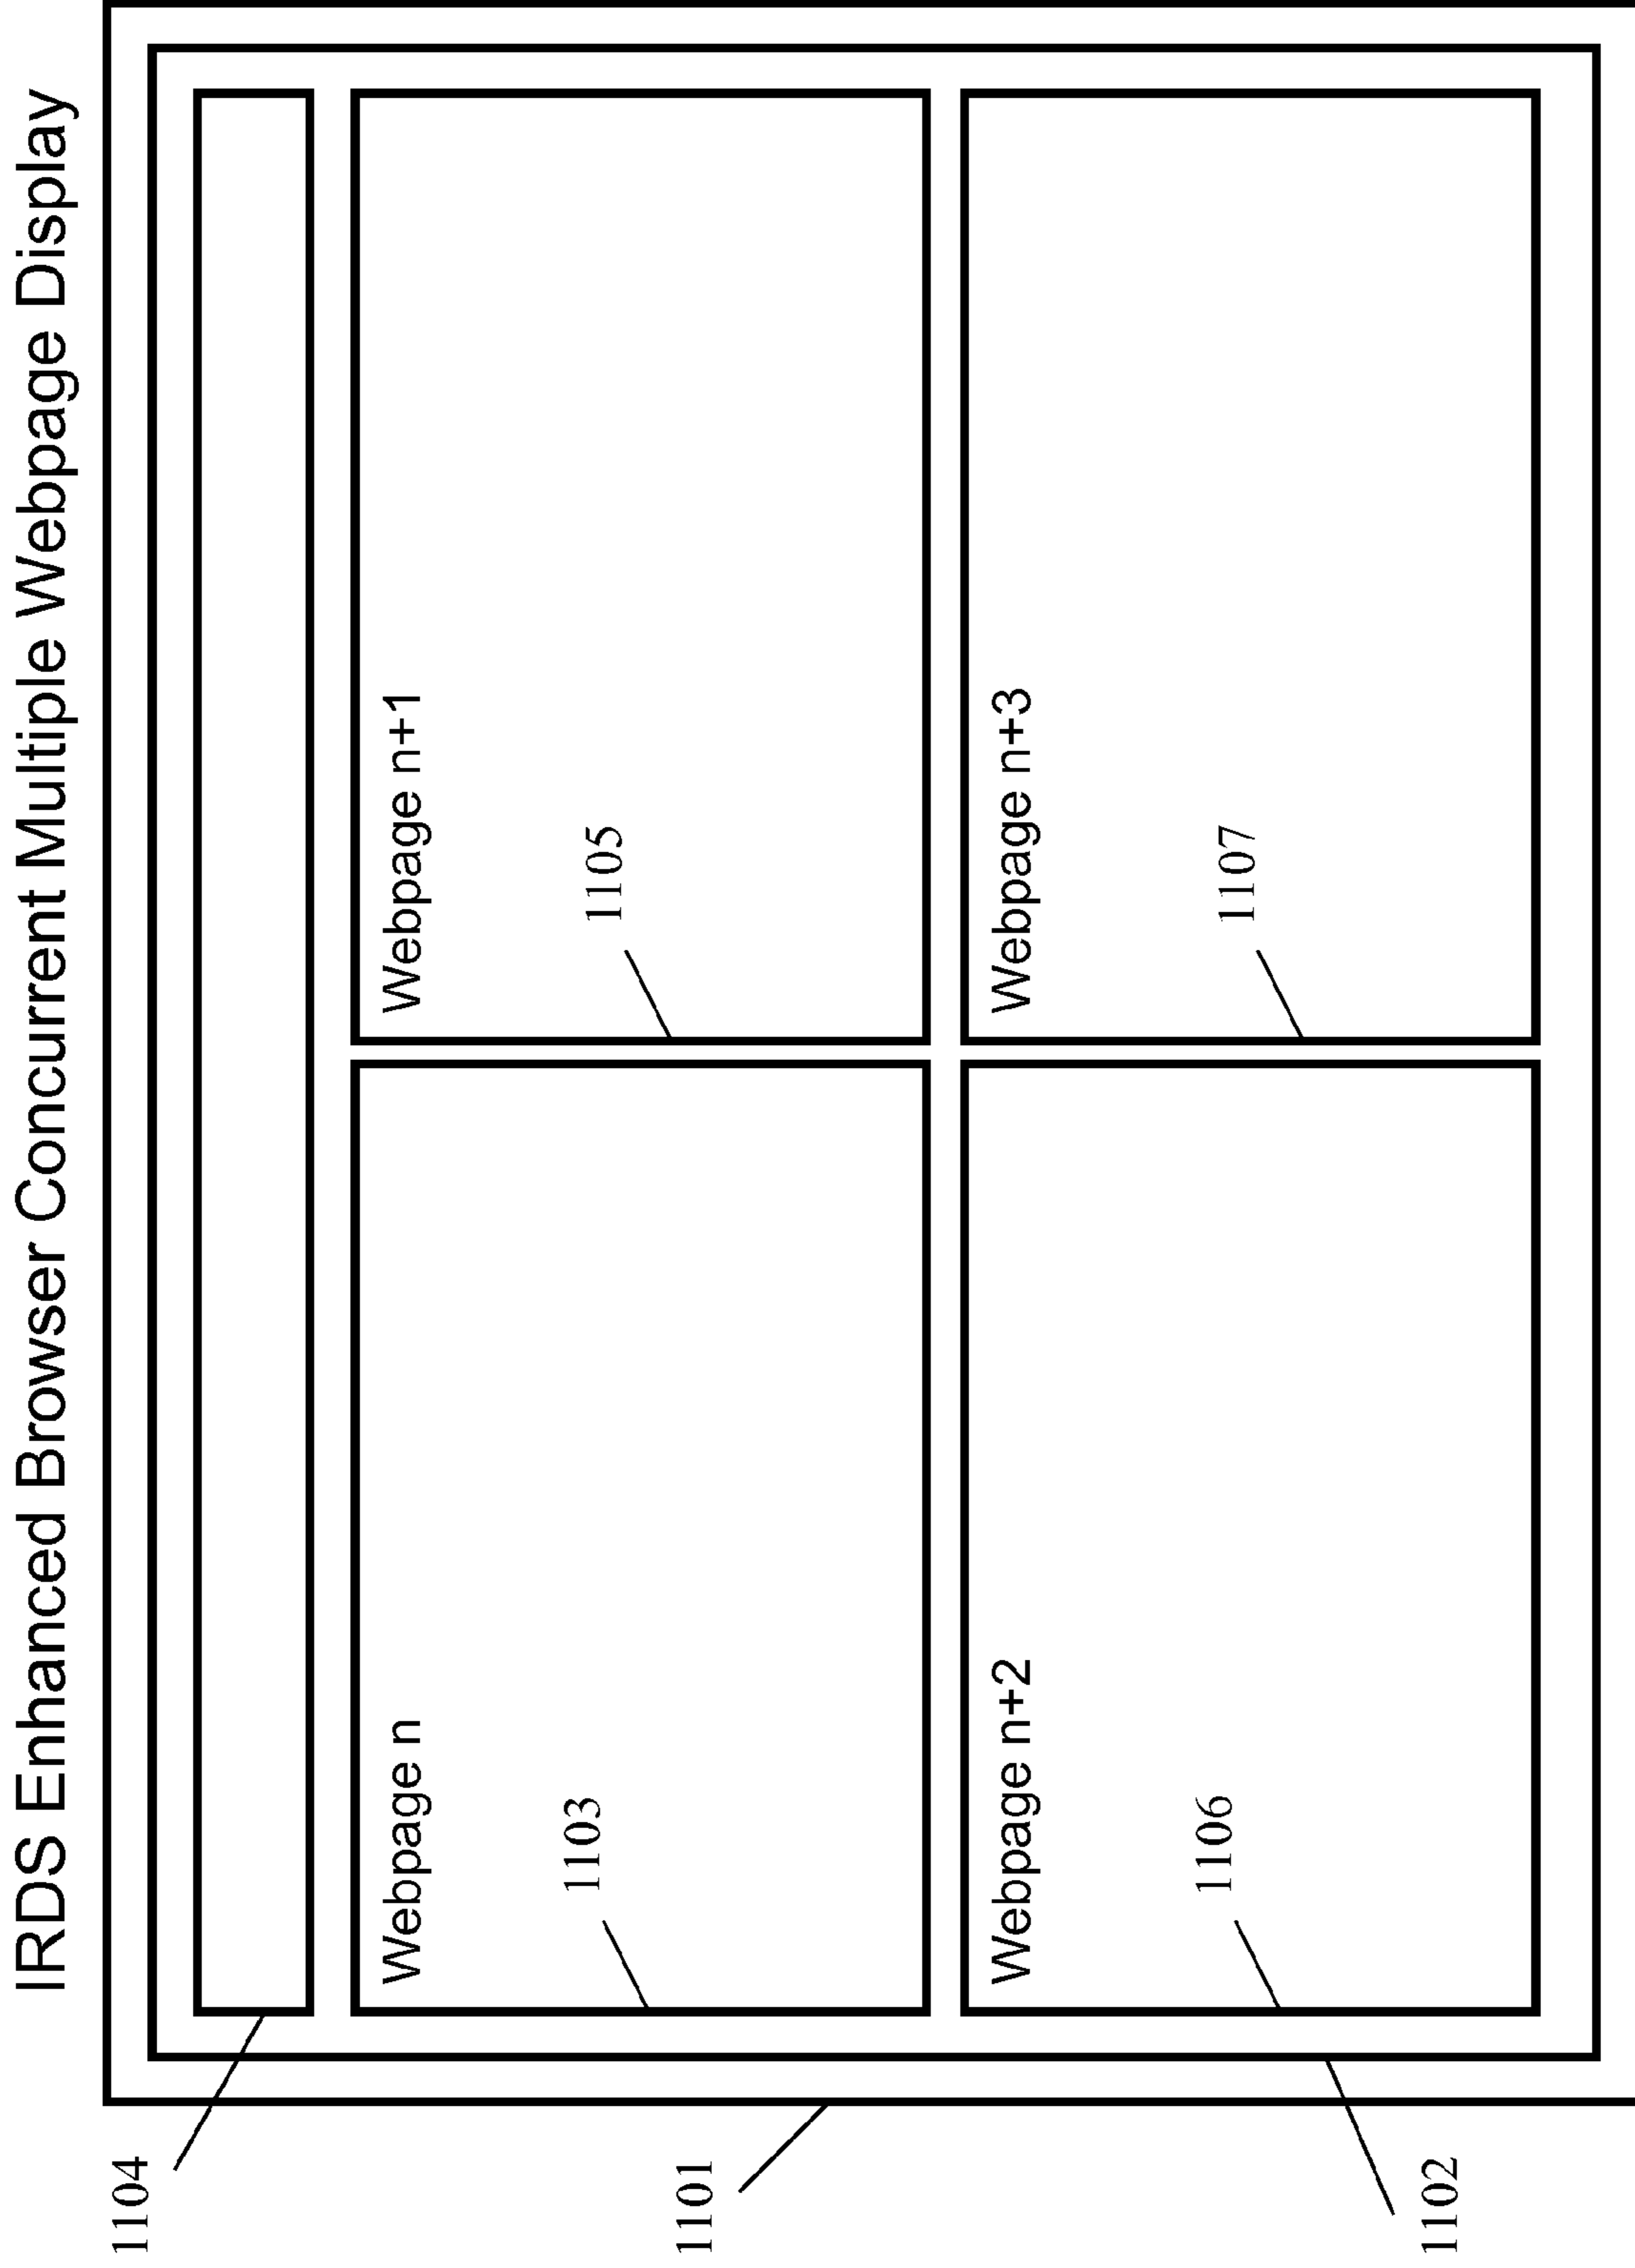 IRDS Enhanced Browser Concurrent Multiple Webpage Display
1104
Webpage n
Webpage n+1
1103
1105
1101
Webpage n+2
Webpage n+3
1106
1107
1102